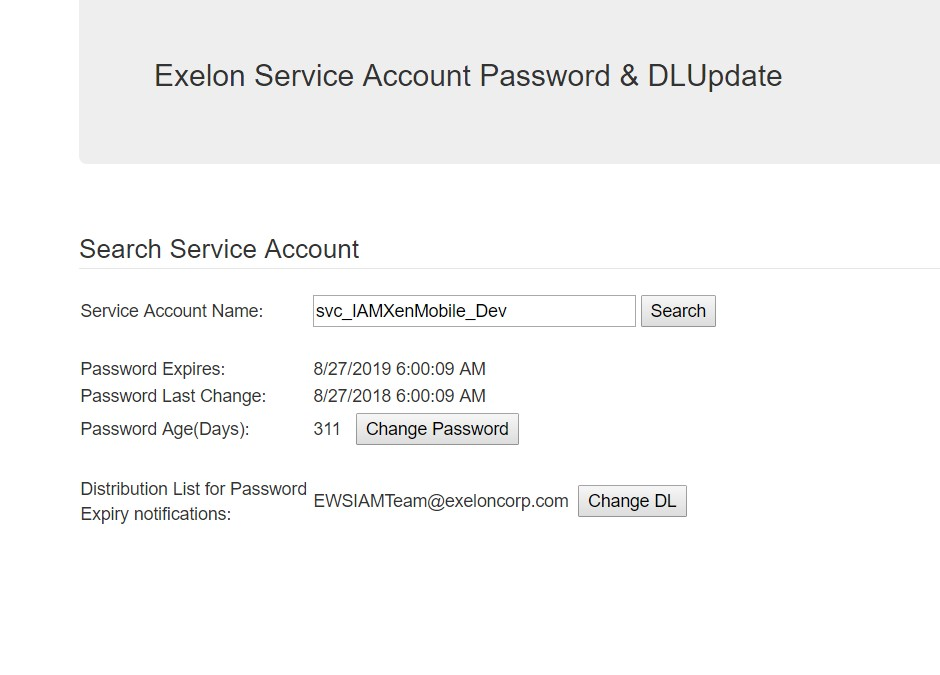 Exelon Service Account Password & DLUpdate
Search Service Account
Service Account Name: svc_IAMXenMobile_Dev Search
Password Expires: 8/27/2019 6:00:09 AM
Password Last Change: 8/27/2018 6:00:09 AM
Password Age(Days): 311 Change Password
Distribution List for Password
Expiry notifications: EWSIAMTeam@exeloncorp.com Change DL